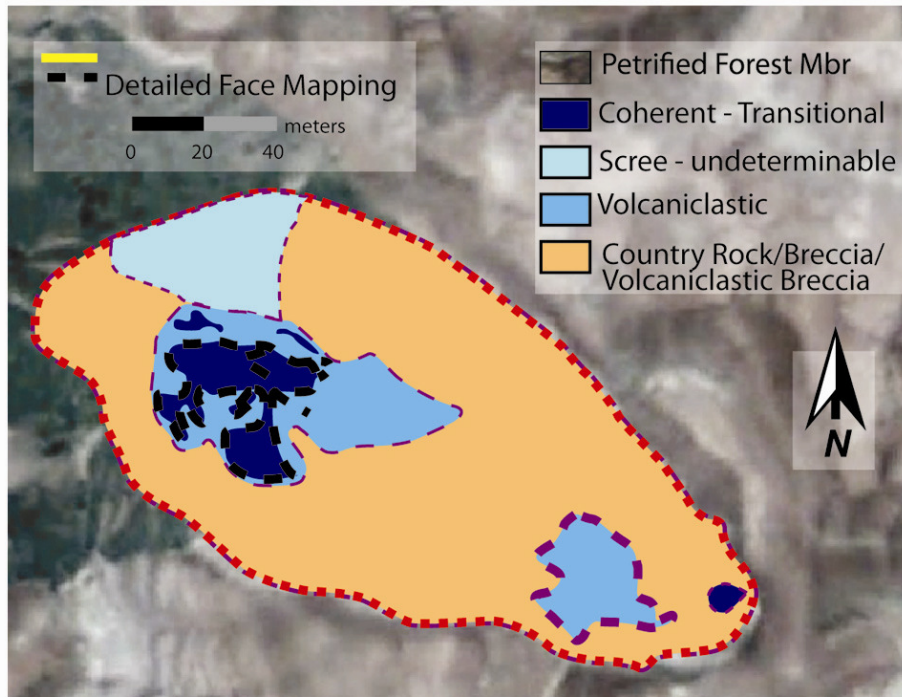 Detailed Face Mapping
meters
0 20 40
Petrified Forest Mbr
Coherent - Transitional
Scree - undeterminable
Volcaniclastic
Country Rock/Breccia/
Volcaniclastic Breccia
N